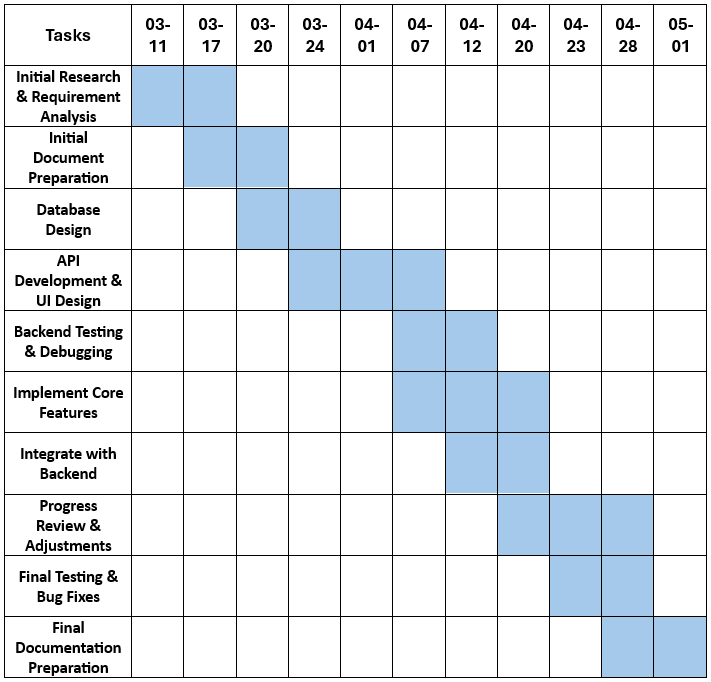 Tasks
03-
11
03-
17
03-
20
03-
24
04-
01
04-
07
04-
12
04-
20
04-
23
04-
28
05-
01
Initial Research
& Requirement
Analysis
Initial
Document
Preparation
Database
Design
API
Development &
UI Design
Backend Testing
& Debugging
Implement Core
Features
Integrate with
Backend
Progress
Review &
Adjustments
Final Testing &
Bug Fixes
Final
Documentation
Preparation